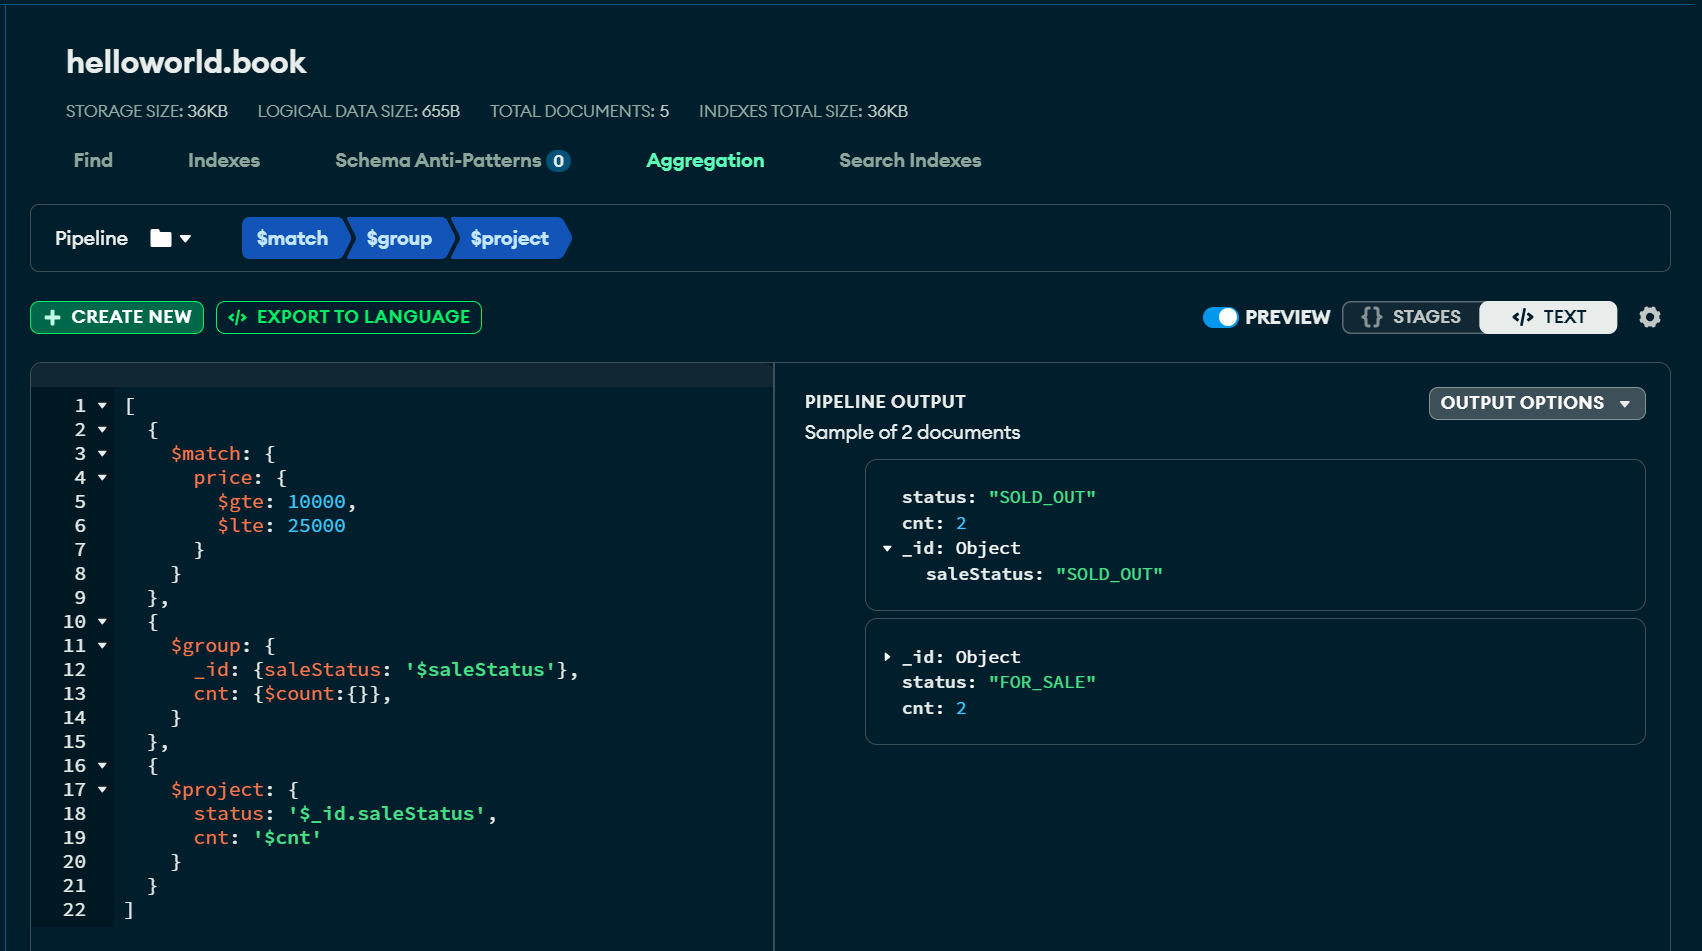 helloworld.book
STORAGE SIZE: 36KB LOGICAL DATA SIZE: 655B TOTAL DOCUMENTS: 5 INDEXES TOTAL SIZE: 36KB
Find Indexes Schema Anti-Patterns 0 Aggregation Search Indexes
Pipeline $match $group $project
CREATE NEW </> EXPORT TO LANGUAGE PREVIEW {} STAGES </> TEXT
1 [
2 {
3 $match: {
4 price: {
5 $gte: 10000,
6 $lte: 25000
7 }
8 }
9 },
10 {
11 $group: {
12 _id: {saleStatus: '$saleStatus'},
13 cnt: {$count:{}},
14 }
15 },
16 {
17 $project: {
18 status: '$_id.saleStatus',
19 cnt: '$cnt'
20 }
21 }
22 ]
PIPELINE OUTPUT
OUTPUT OPTIONS
Sample of 2 documents
status: "SOLD_OUT"
cnt: 2
_id: Object
saleStatus: "SOLD_OUT"
_id: Object
status: "FOR_SALE"
cnt: 2